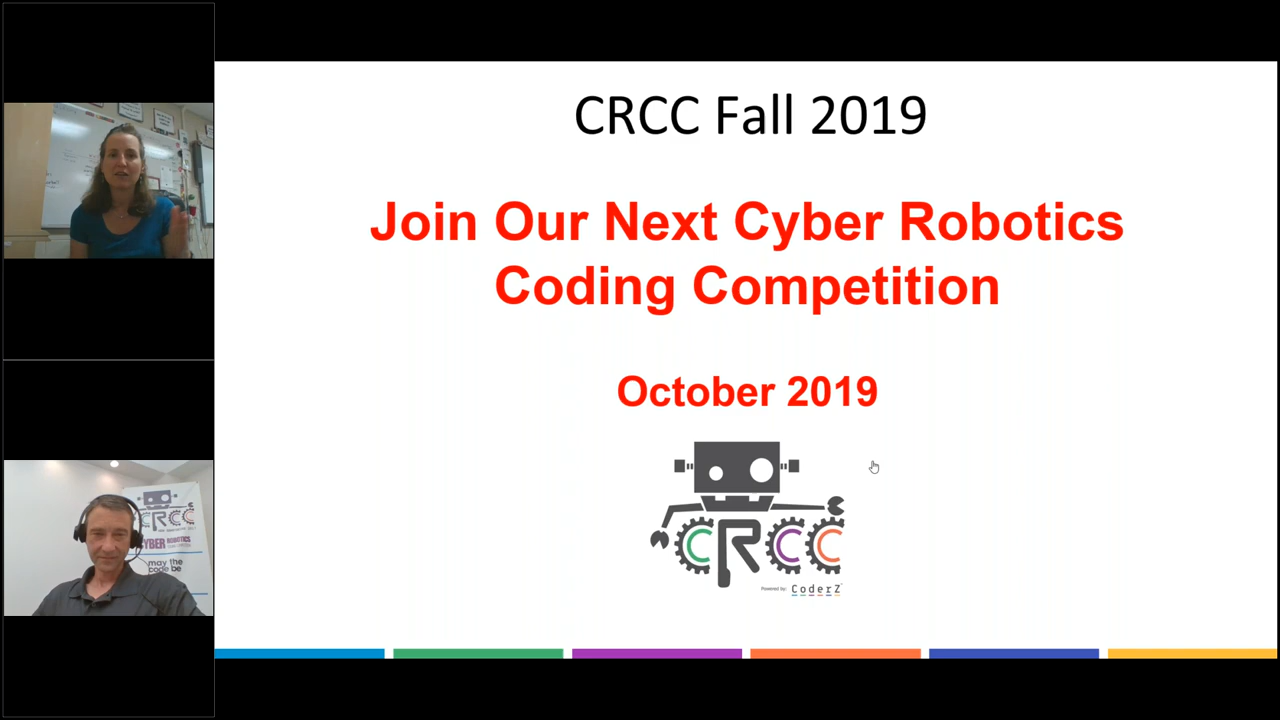 CRCC Fall 2019
Join Our Next Cyber Robotics
Coding Competition
October 2019
CRCC
Powered by: CoderZ
CRCC
CYBER ROBOTICS
may the
code be